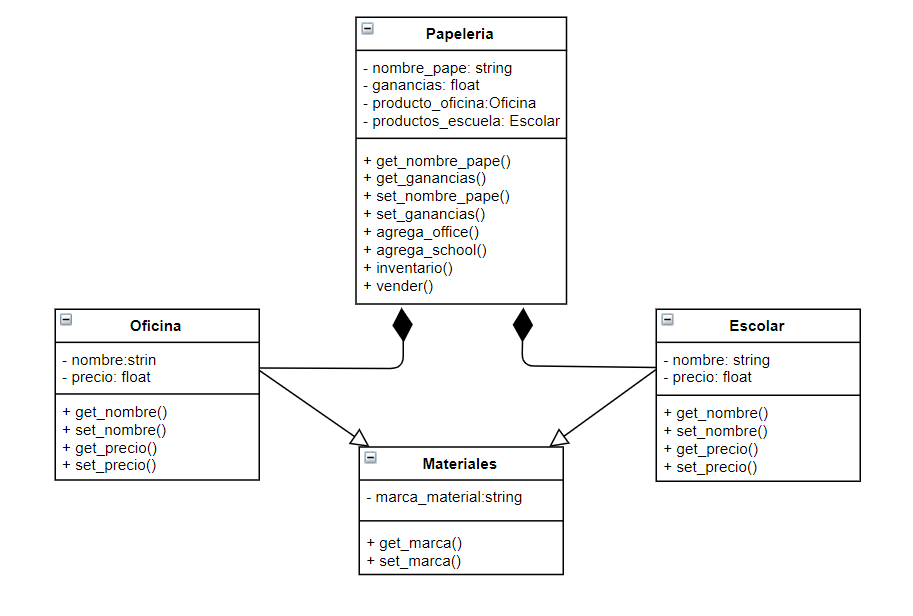 Papeleria
- nombre_pape: string
- ganancias: float
- producto_oficina:Oficina
- productos_escuela: Escolar
+ get_nombre_pape()
+ get_ganancias()
+ set_nombre_pape()
+ set_ganancias()
+ agrega_office()
+ agrega_school()
+ inventario()
+ vender()
Oficina
- nombre:strin
- precio: float
+ get_nombre()
+ set_nombre()
+ get_precio()
+ set_precio()
Escolar
- nombre: string
- precio: float
+ get_nombre()
+ set_nombre()
+ get_precio()
+ set_precio()
Materiales
- marca_material:string
+ get_marca()
+ set_marca()